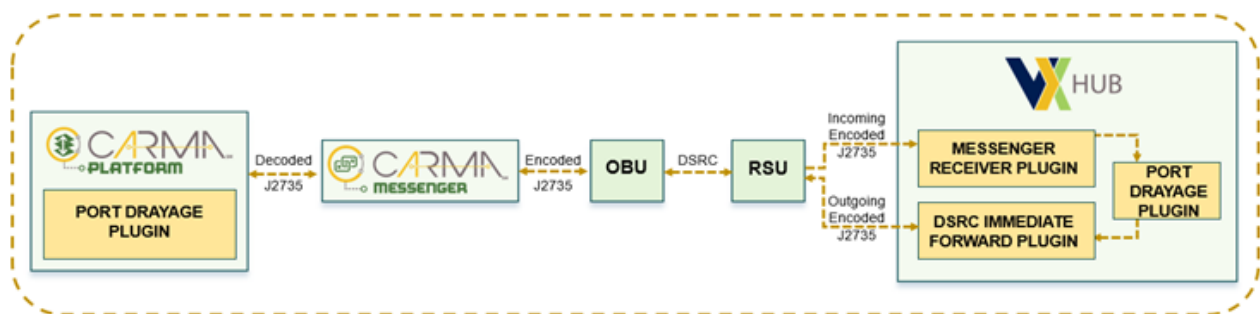 CARMA
PLATFORM
PORT DRAYAGE
PLUGIN
Decoded
J2735
CARMA
MESSENGER
Encoded
J2735
OBU
DSRC
RSU
Incoming
Encoded
J2735
Outgoing
Encoded
J2735
VX HUB
MESSENGER
RECEIVER PLUGIN
DSRC IMMEDIATE
FORWARD PLUGIN
PORT
DRAYAGE
PLUGIN